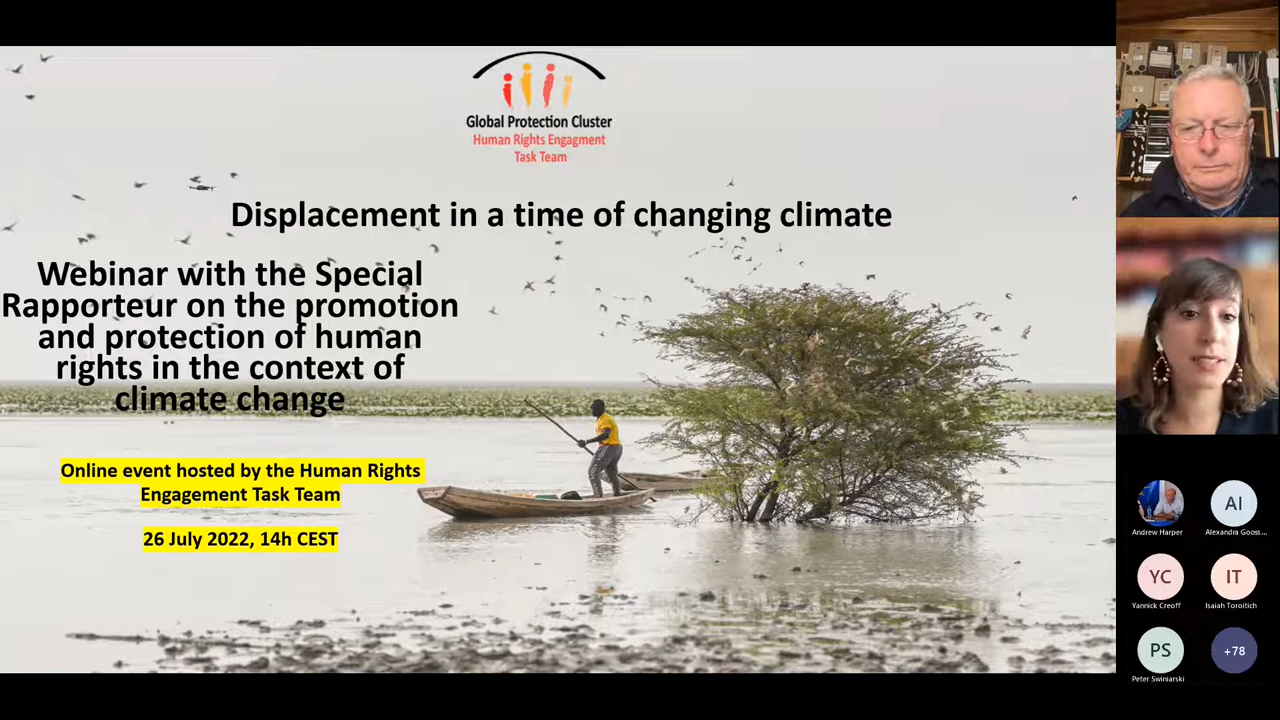 Global Protection Cluster
Human Rights Engagment
Task Team
Displacement in a time of changing climate
Webinar with the Special
Rapporteur on the promotion
and protection of human
rights in the context of
climate change
Online event hosted by the Human Rights
Engagement Task Team
26 July 2022, 14h CEST
Andrew Harper
AI
Alexandra Gooss...
YC
Yannick Creoff
IT
Isaiah Toroitich
PS
Peter Swiniarski
+78